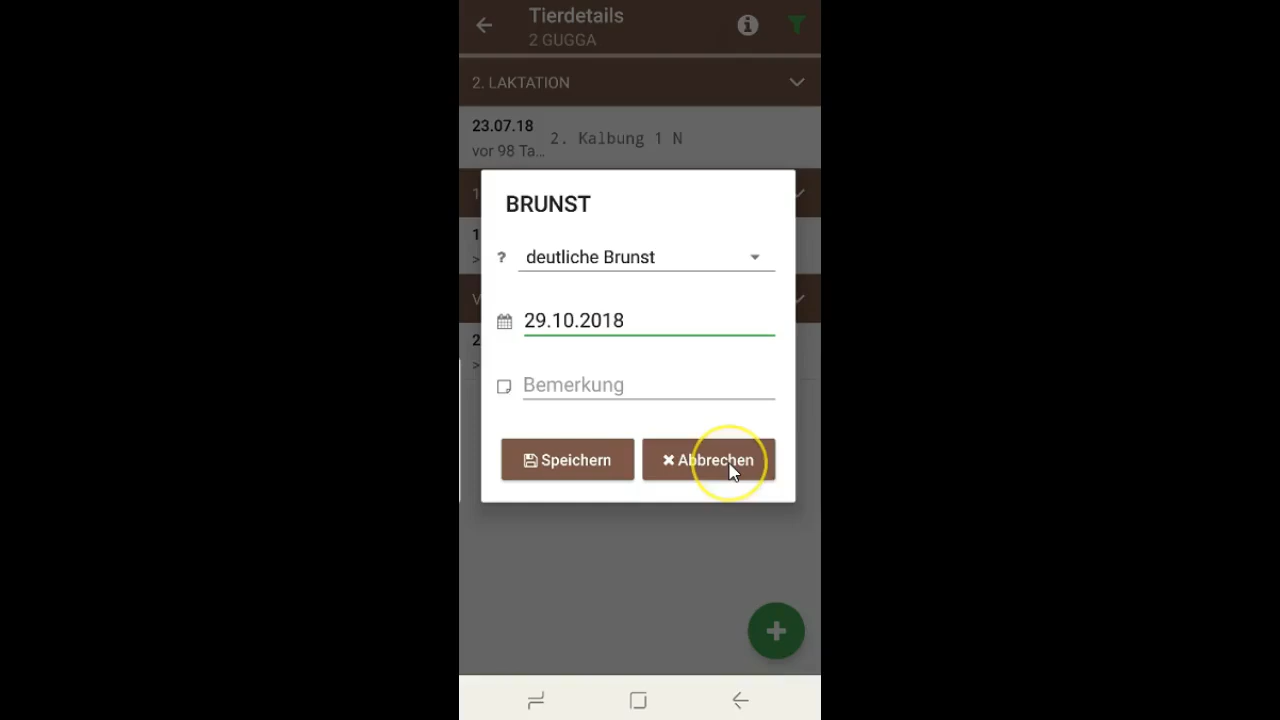 Tierdetails
2 GUGGA
2. LAKTATION
23.07.18
2. Kalbung 1 N
vor 98 Ta...
BRUNST
? deutliche Brunst
29.10.2018
Bemerkung
Speichern
Abbrechen